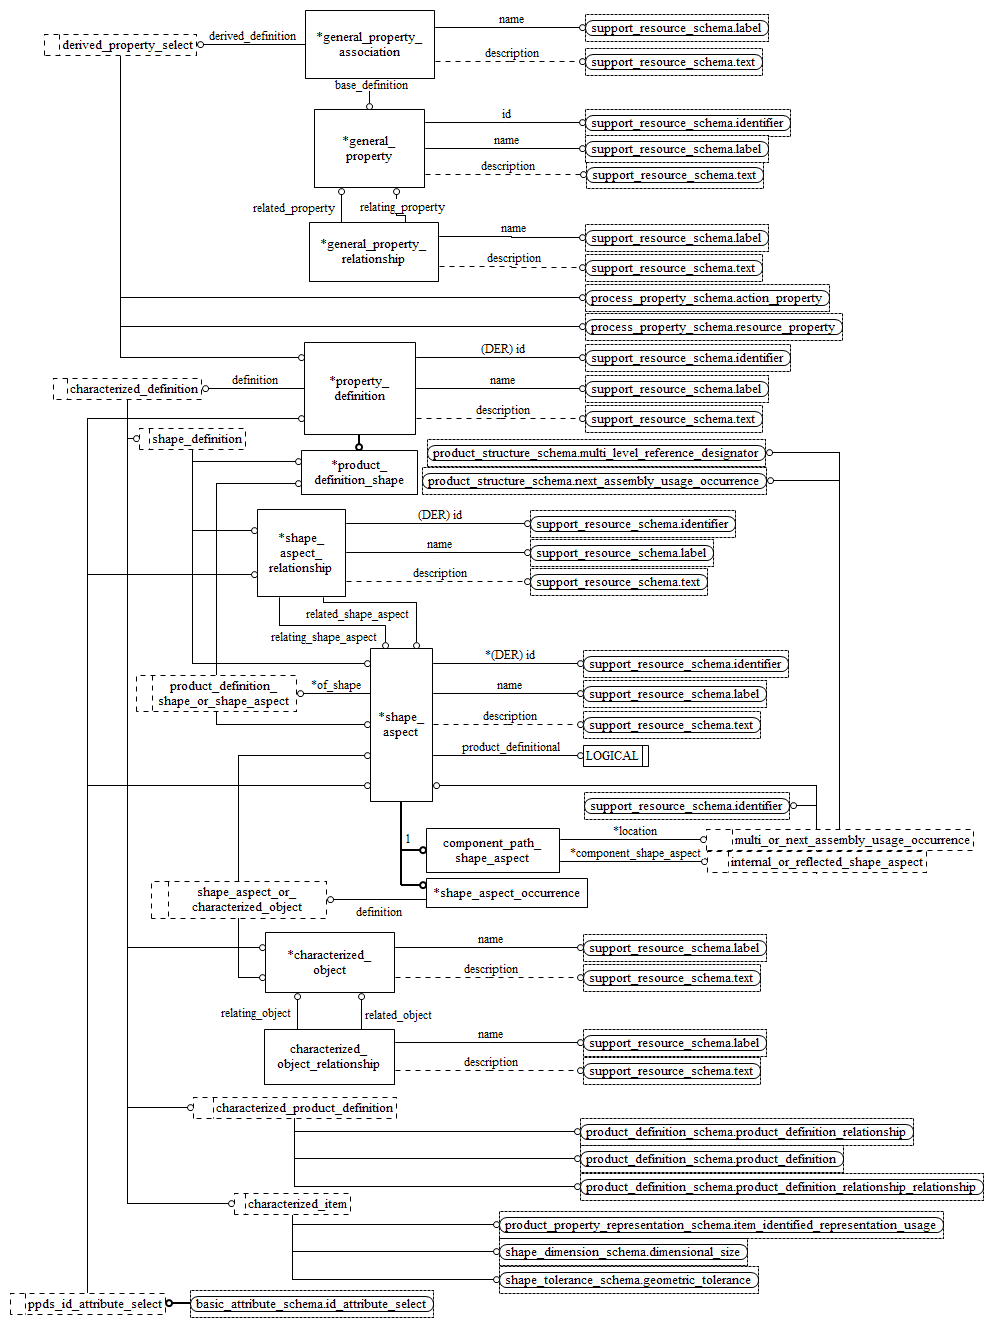 name
support_resource_schema.label
derived_property_select
derived_definition
*general_property_
association
description
support_resource_schema.text
base_definition
id
support_resource_schema.identifier
*general_
property
name
support_resource_schema.label
description
support_resource_schema.text
related_property
relating_property
name
support_resource_schema.label
*general_property_
relationship
description
support_resource_schema.text
process_property_schema.action_property
process_property_schema.resource_property
(DER) id
support_resource_schema.identifier
characterized_definition
definition
*property_
definition
name
support_resource_schema.label
description
support_resource_schema.text
shape_definition
product_structure_schema.multi_level_reference_designator
*product_
definition_shape
product_structure_schema.next_assembly_usage_occurrence
(DER) id
support_resource_schema.identifier
*shape_
aspect_
relationship
name
support_resource_schema.label
description
support_resource_schema.text
related_shape_aspect
relating_shape_aspect
*(DER) id
support_resource_schema.identifier
product_definition_
shape_or_shape_aspect
*of_shape
name
support_resource_schema.label
*shape_
aspect
description
support_resource_schema.text
product_definitional
LOGICAL
support_resource_schema.identifier
1
component_path_
shape_aspect
*location
multi_or_next_assembly_usage_occurrence
*component_shape_aspect
internal_or_reflected_shape_aspect
shape_aspect_or_
characterized_object
*shape_aspect_occurrence
definition
*characterized_
object
name
support_resource_schema.label
description
support_resource_schema.text
relating_object
related_object
characterized_
object_relationship
name
support_resource_schema.label
description
support_resource_schema.text
characterized_product_definition
product_definition_schema.product_definition_relationship
product_definition_schema.product_definition
product_definition_schema.product_definition_relationship_relationship
characterized_item
product_property_representation_schema.item_identified_representation_usage
shape_dimension_schema.dimensional_size
shape_tolerance_schema.geometric_tolerance
ppds_id_attribute_select
basic_attribute_schema.id_attribute_select